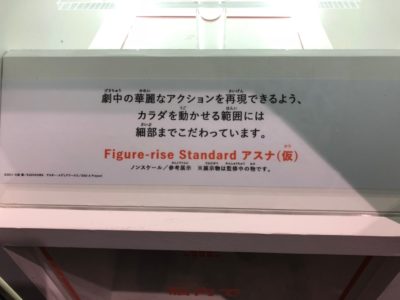 劇中の華麗なアクションを再現できるよう、
カラダを動かせる範囲には
細部までこだわっています。
Figure-rise Standard アスナ(仮)
ノンスケール／参考展示 ※展示物は監修中の物です。